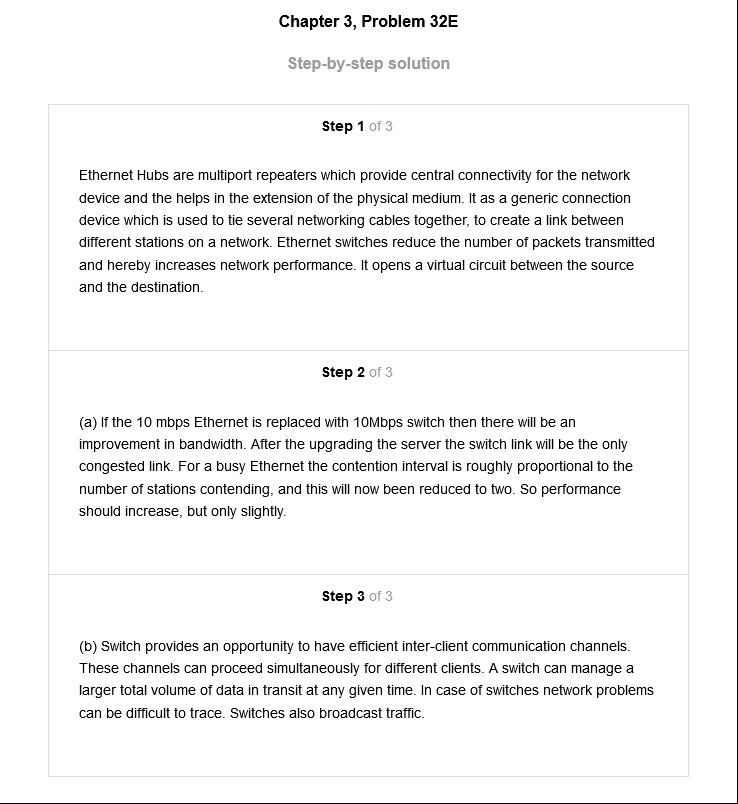 Chapter 3, Problem 32E
Step-by-step solution
Step 1 of 3
Ethernet Hubs are multiport repeaters which provide central connectivity for the network
device and the helps in the extension of the physical medium. It as a generic connection
device which is used to tie several networking cables together, to create a link between
different stations on a network. Ethernet switches reduce the number of packets transmitted
and hereby increases network performance. It opens a virtual circuit between the source
and the destination.
Step 2 of 3
(a) If the 10 mbps Ethernet is replaced with 10Mbps switch then there will be an
improvement in bandwidth. After the upgrading the server the switch link will be the only
congested link. For a busy Ethernet the contention interval is roughly proportional to the
number of stations contending, and this will now been reduced to two. So performance
should increase, but only slightly.
Step 3 of 3
(b) Switch provides an opportunity to have efficient inter-client communication channels.
These channels can proceed simultaneously for different clients. A switch can manage a
larger total volume of data in transit at any given time. In case of switches network problems
can be difficult to trace. Switches also broadcast traffic.